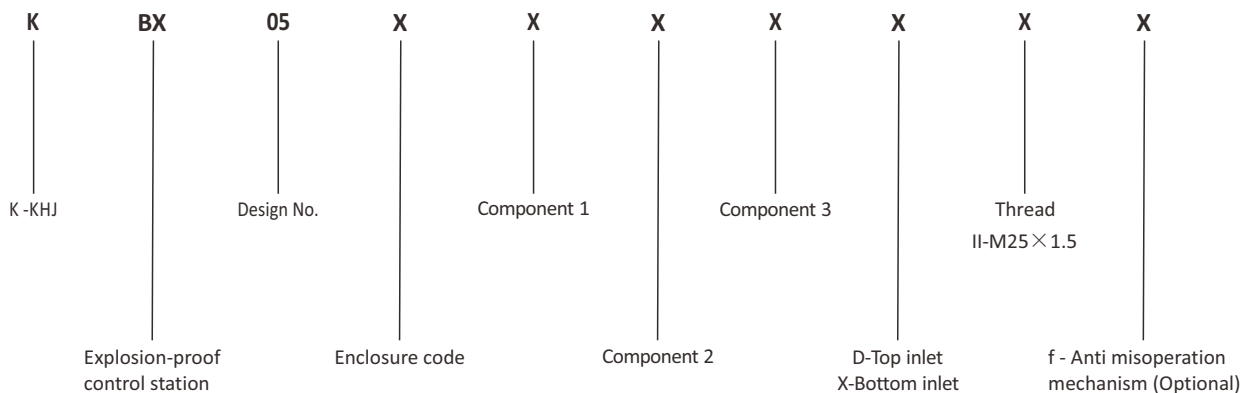 K BX 05 X X X X X X X
K -KHJ Design No. Component 1 Component 3 Thread
II-M25×1.5
Explosion-proof Enclosure code Component 2 D-Top inlet f - Anti misoperation
control station X-Bottom inlet mechanism (Optional)